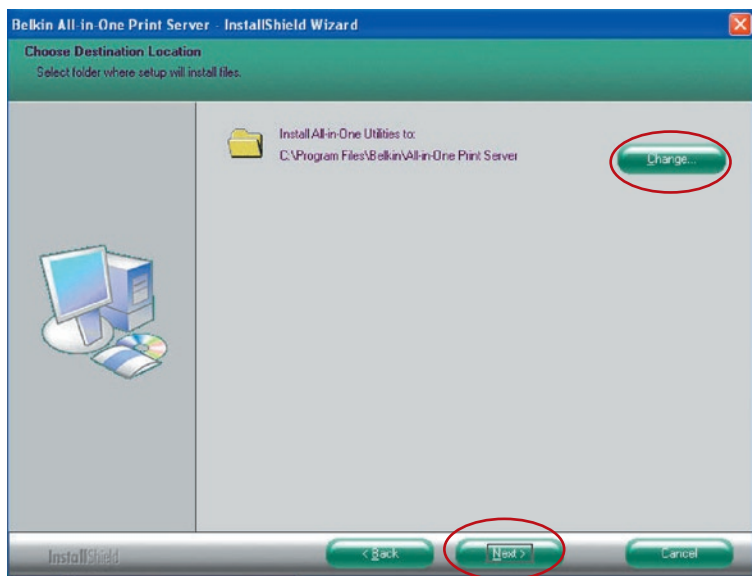 Belkin All-in-One Print Server - InstallShield Wizard
Choose Destination Location
Select folder where setup will install files.
Install All-in-One Utilities to:
C:\Program Files\Belkin\All-in-One Print Server
Change...
InstallShield
< Back
Next >
Cancel